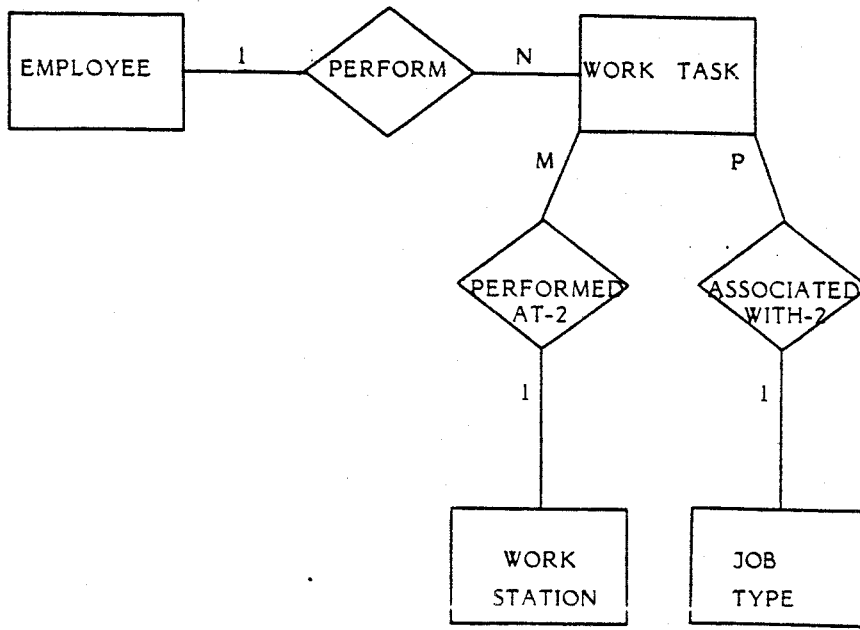 EMPLOYEE
1
PERFORM
N
WORK TASK
M
P
PERFORMED
AT-2
ASSOCIATED
WITH-2
1
1
WORK
STATION
JOB
TYPE